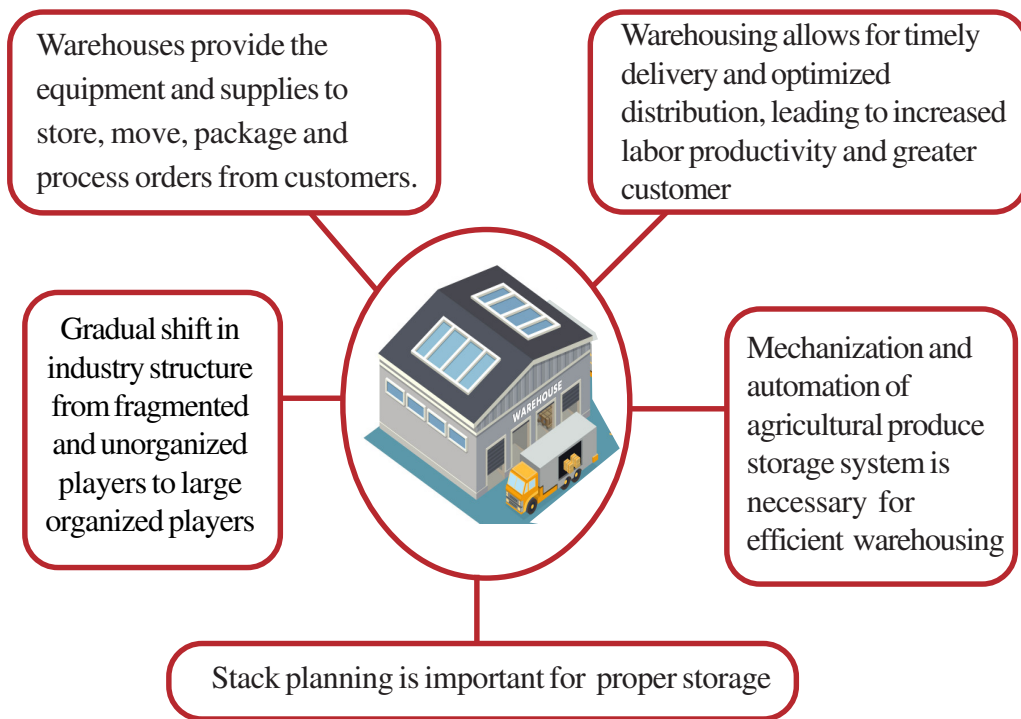 Warehouses provide the
equipment and supplies to
store, move, package and
process orders from customers.
Warehousing allows for timely
delivery and optimized
distribution, leading to increased
labor productivity and greater
customer
Gradual shift in
industry structure
from fragmented
and unorganized
players to large
organized players
WAREHOUSE
Mechanization and
automation of
agricultural produce
storage system is
necessary for
efficient warehousing
Stack planning is important for proper storage